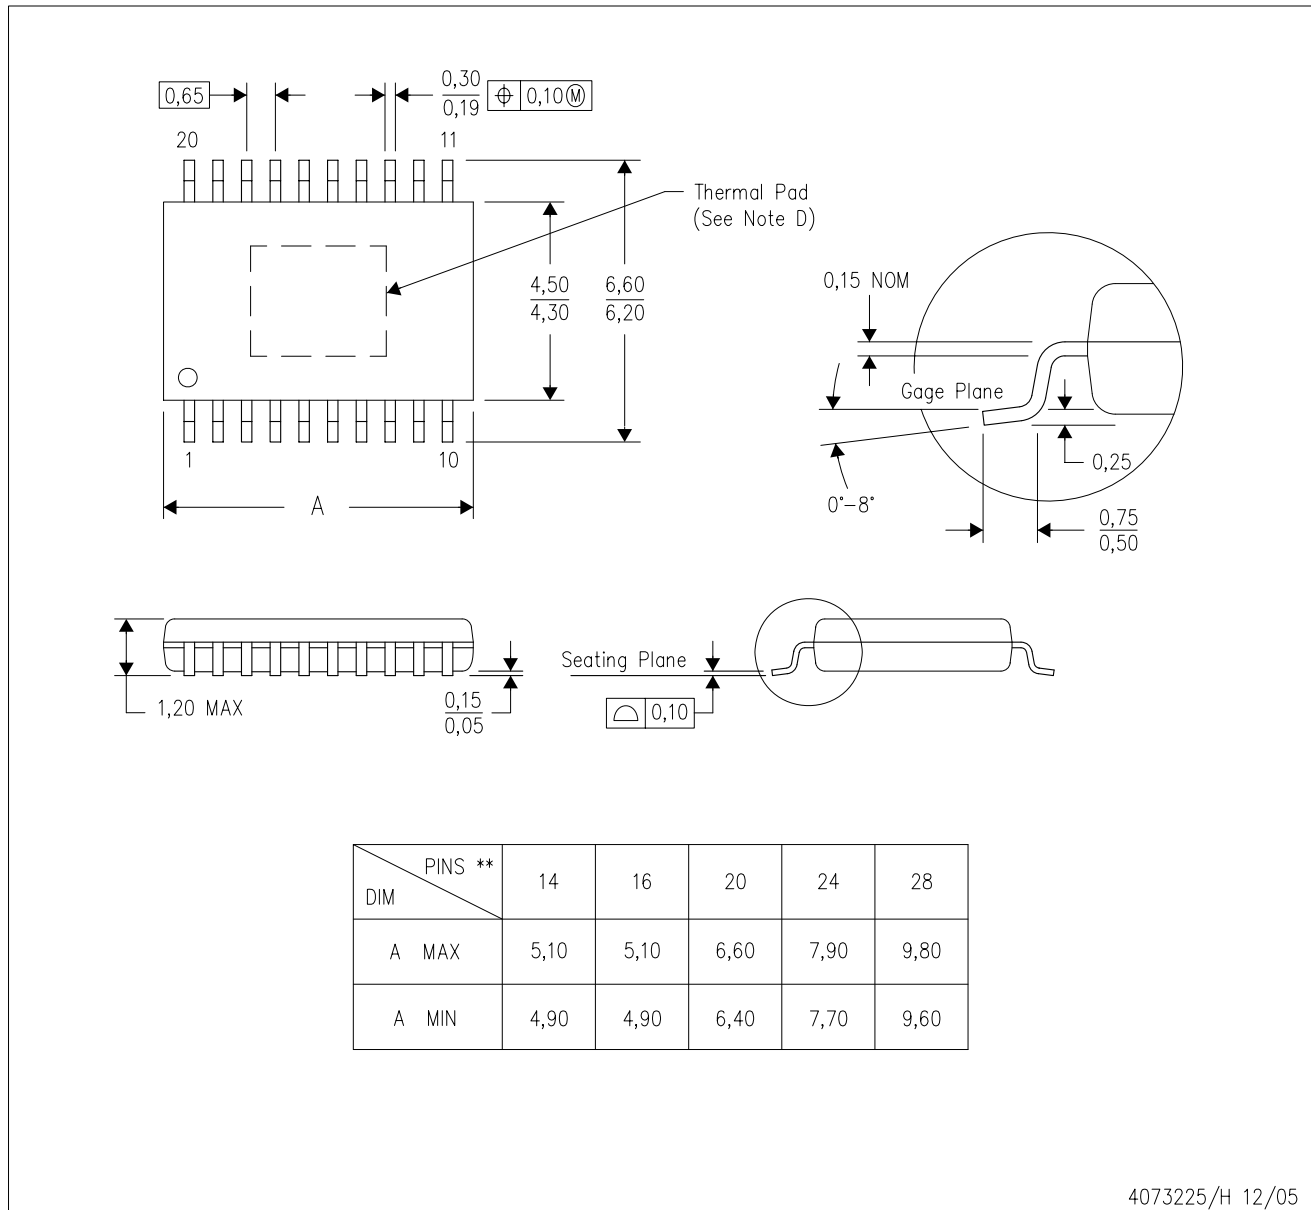 0,65
0,30
0,19
0,10 Ⓜ
20
11
Thermal Pad
(See Note D)
4,50
4,30
6,60
6,20
1
10
A
0,15 NOM
Gage Plane
0,25
0°–8°
0,75
0,50
1,20 MAX
0,15
0,05
Seating Plane
0,10
PINS **
DIM
14 16 20 24 28
A MAX 5,10 5,10 6,60 7,90 9,80
A MIN 4,90 4,90 6,40 7,70 9,60
4073225/H 12/05